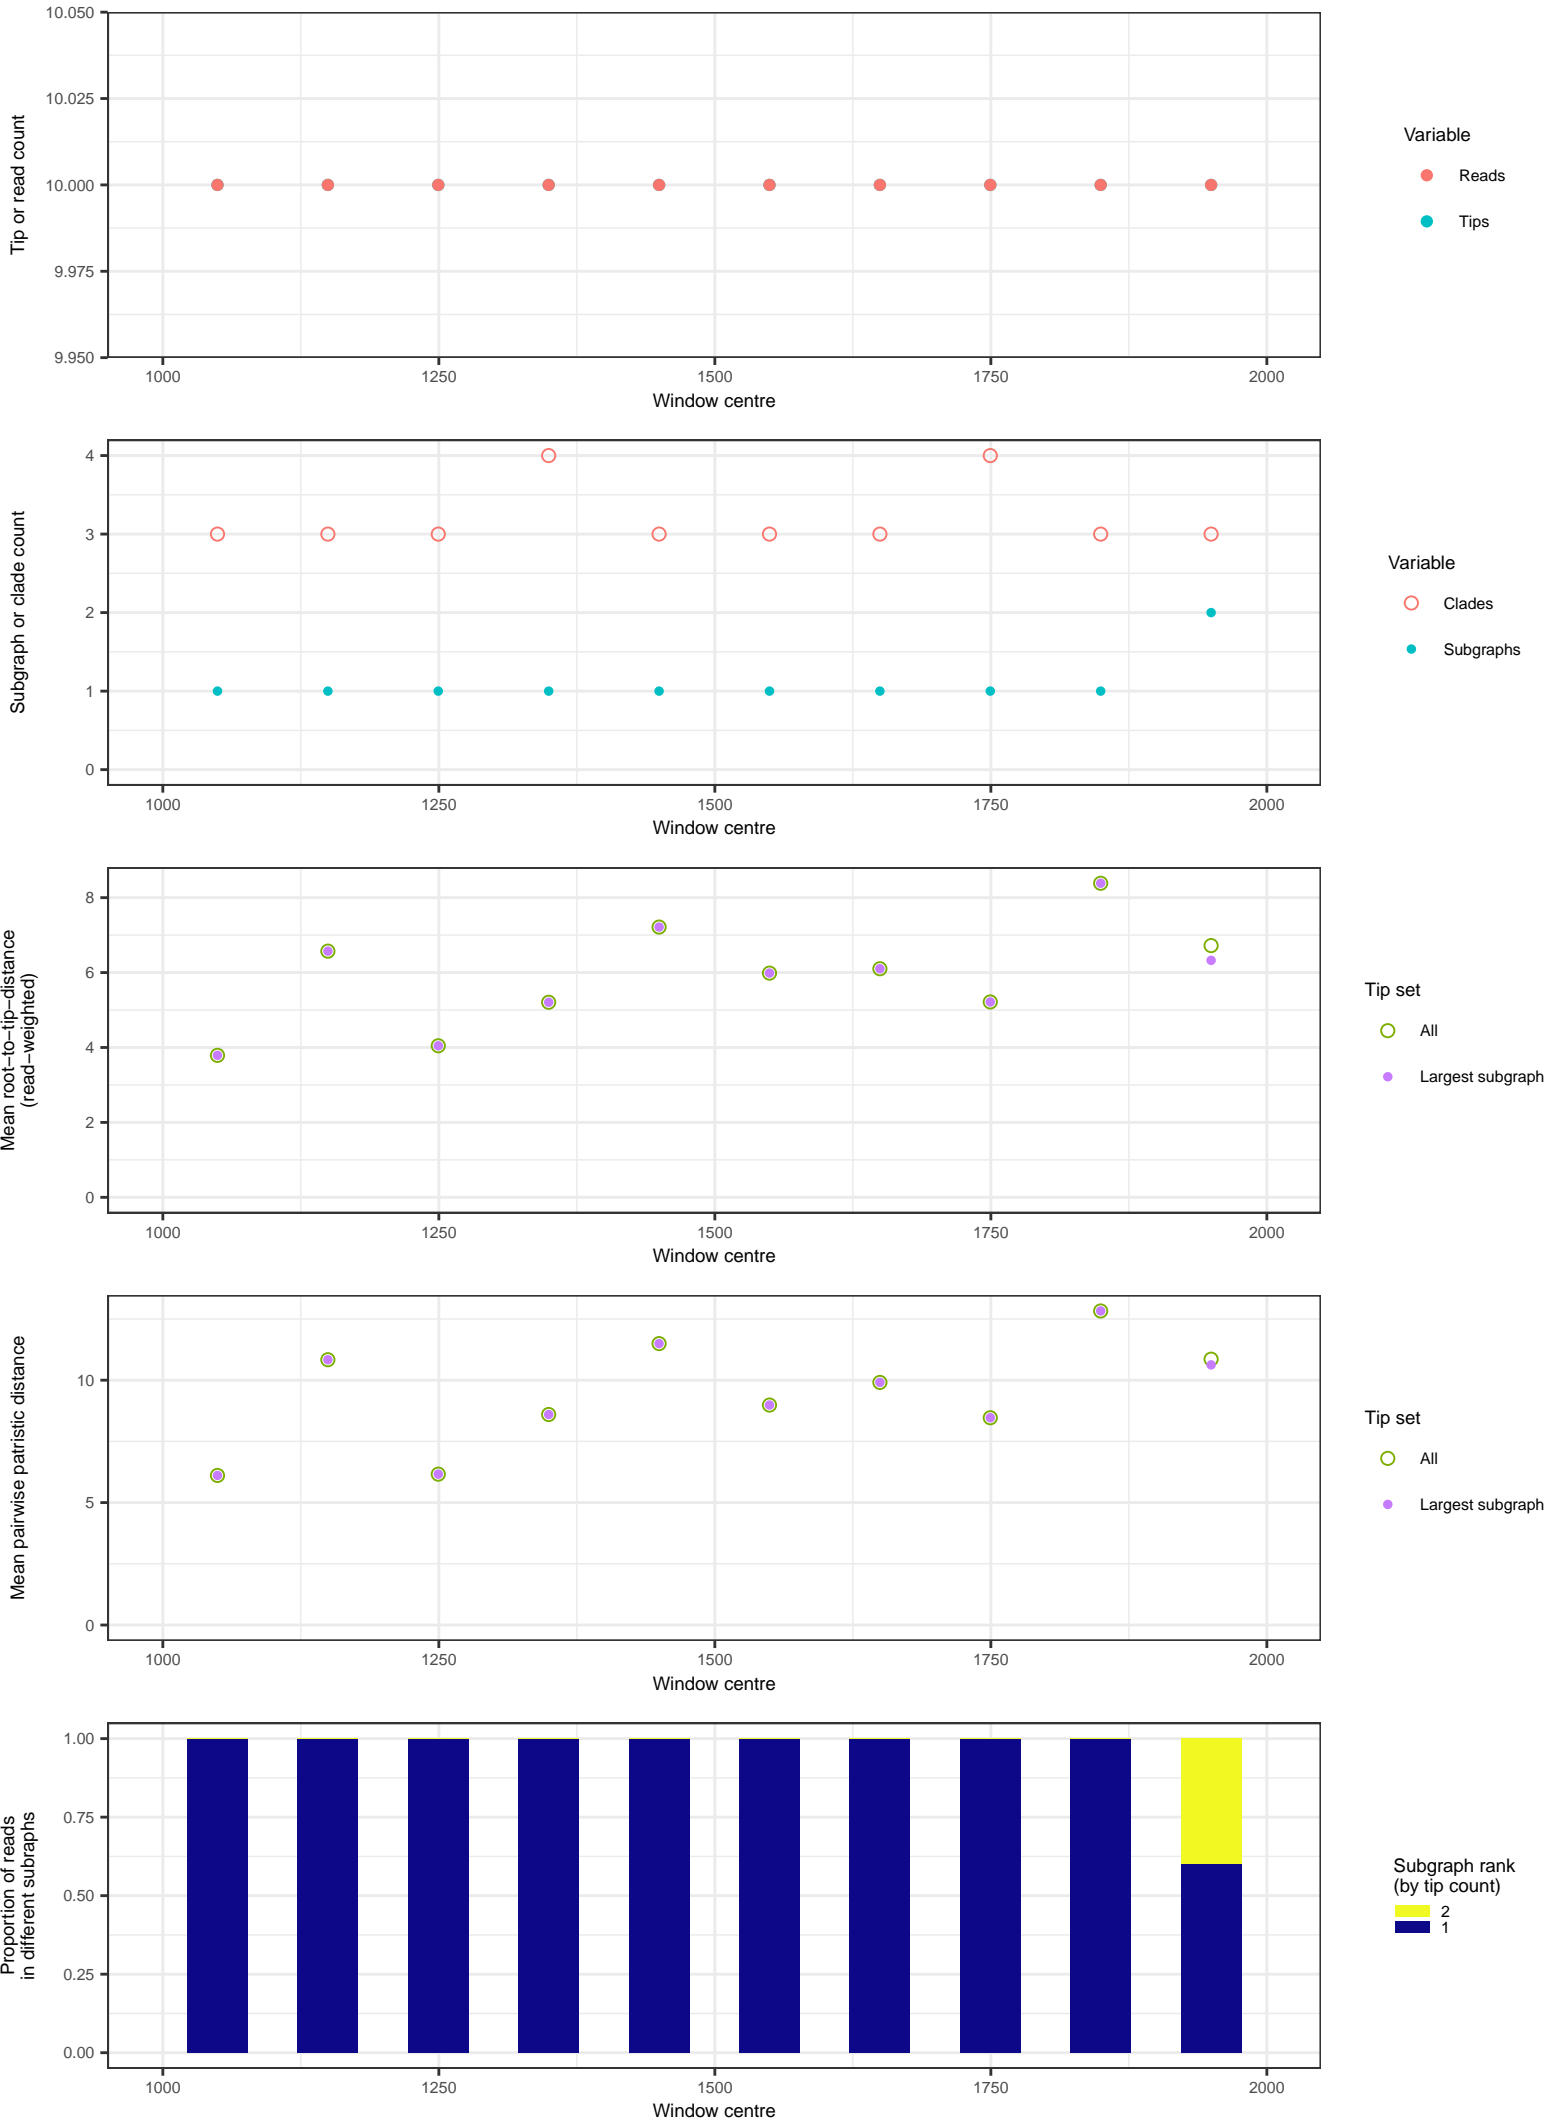 10.050
10.025
10.000
9.975
9.950
Tip or read count
1000 1250 1500 1750 2000
Window centre
Variable
Reads
Tips
4
3
2
1
0
Subgraph or clade count
1000 1250 1500 1750 2000
Window centre
Variable
Clades
Subgraphs
8
6
4
2
0
Mean root-to-tip-distance
(read-weighted)
1000 1250 1500 1750 2000
Window centre
Tip set
All
Largest subgraph
10
5
0
Mean pairwise patristic distance
1000 1250 1500 1750 2000
Window centre
Tip set
All
Largest subgraph
1.00
0.75
0.50
0.25
0.00
Proportion of reads
in different subraphs
1000 1250 1500 1750 2000
Window centre
Subgraph rank
(by tip count)
2
1